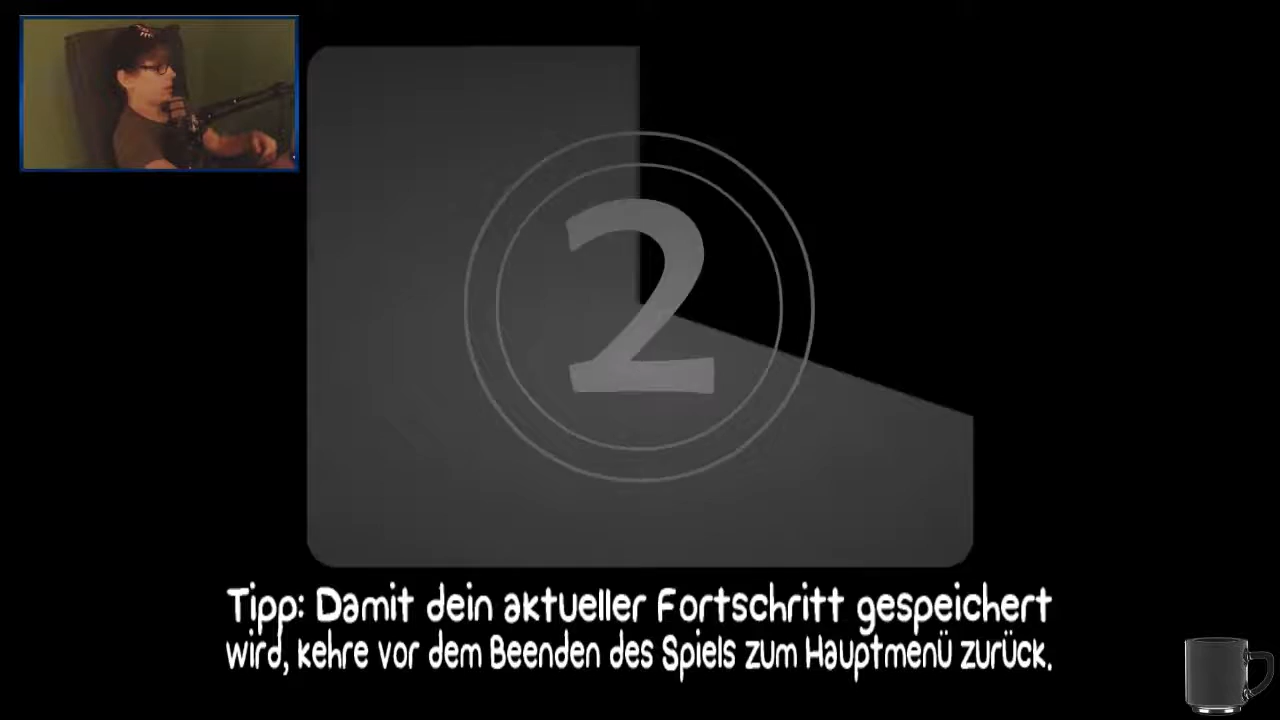 2
Tipp: Damit dein aktueller Fortschritt gespeichert
wird, kehre vor dem Beenden des Spiels zum Hauptmenü zurück.